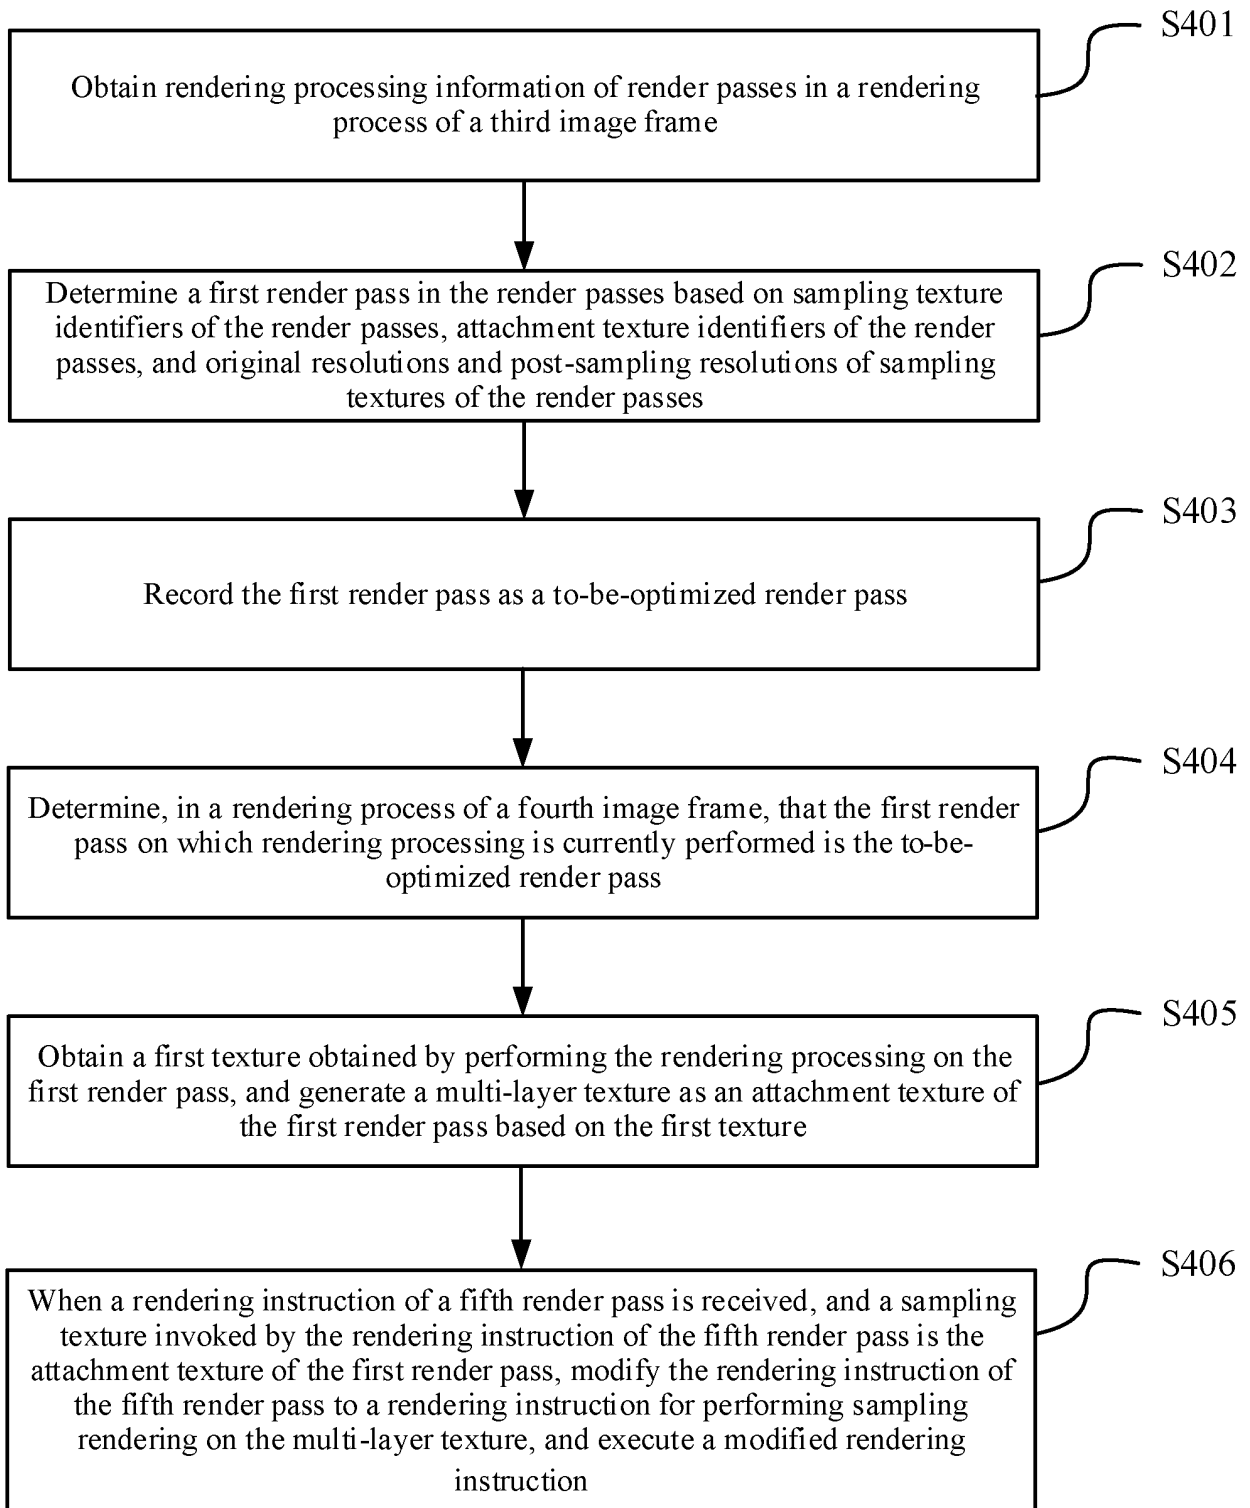 S401
Obtain rendering processing information of render passes in a rendering
process of a third image frame
S402
Determine a first render pass in the render passes based on sampling texture
identifiers of the render passes, attachment texture identifiers of the render
passes, and original resolutions and post-sampling resolutions of sampling
textures of the render passes
S403
Record the first render pass as a to-be-optimized render pass
S404
Determine, in a rendering process of a fourth image frame, that the first render
pass on which rendering processing is currently performed is the to-be-
optimized render pass
S405
Obtain a first texture obtained by performing the rendering processing on the
first render pass, and generate a multi-layer texture as an attachment texture of
the first render pass based on the first texture
S406
When a rendering instruction of a fifth render pass is received, and a sampling
texture invoked by the rendering instruction of the fifth render pass is the
attachment texture of the first render pass, modify the rendering instruction of
the fifth render pass to a rendering instruction for performing sampling
rendering on the multi-layer texture, and execute a modified rendering
instruction